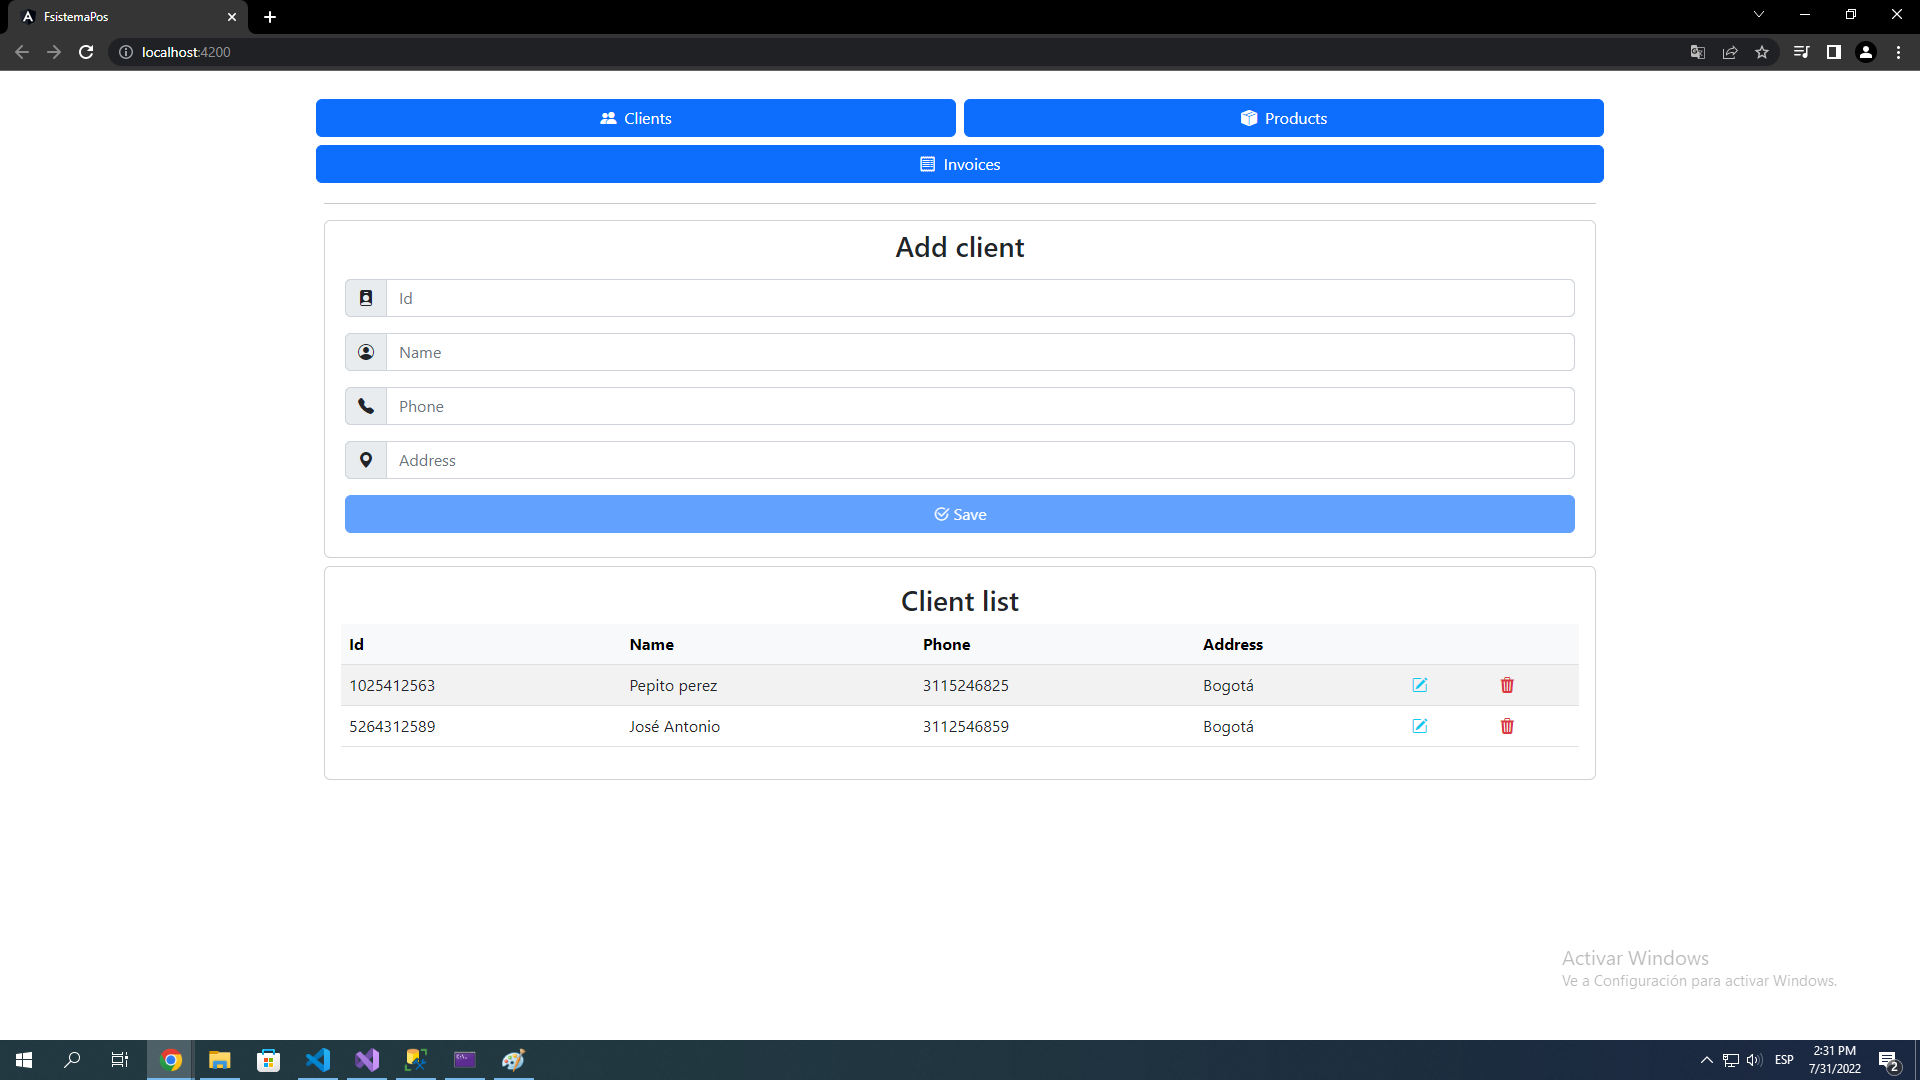 FsistemaPos
localhost:4200
Clients
Products
Invoices
Add client
Id
Name
Phone
Address
Save
Client list
Id Name Phone Address
1025412563 Pepito perez 3115246825 Bogotá
5264312589 José Antonio 3112546859 Bogotá
Activar Windows
Ve a Configuración para activar Windows.
ESP
2:31 PM
7/31/2022
2